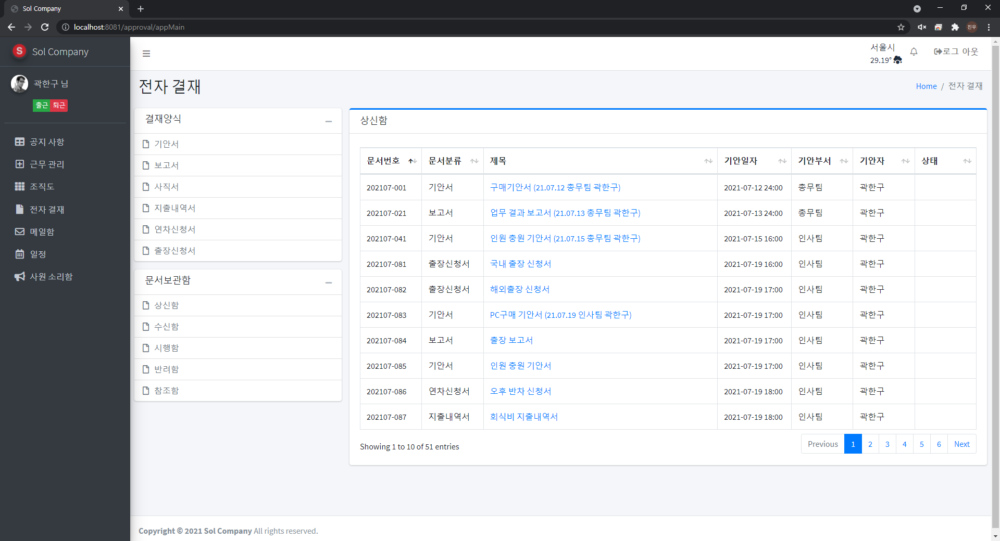 Sol Company
localhost:8081/approval/appMain
진우
S Sol Company
서울시
29.19°
로그 아웃
곽한구 님
출근 퇴근
공지 사항
근무 관리
조직도
전자 결재
메일함
일정
사원 소리함
전자 결재
Home / 전자 결재
결재양식
기안서
보고서
사직서
지출내역서
연차신청서
출장신청서
문서보관함
상신함
수신함
시행함
반려함
참조함
상신함
문서번호 문서분류 제목 기안일자 기안부서 기안자 상태
202107-001 기안서 구매기안서 (21.07.12 총무팀 곽한구) 2021-07-12 24:00 총무팀 곽한구
202107-021 보고서 업무 결과 보고서 (21.07.13 총무팀 곽한구) 2021-07-13 24:00 총무팀 곽한구
202107-041 기안서 인원 충원 기안서 (21.07.15 총무팀 곽한구) 2021-07-15 16:00 인사팀 곽한구
202107-081 출장신청서 국내 출장 신청서 2021-07-19 16:00 인사팀 곽한구
202107-082 출장신청서 해외출장 신청서 2021-07-19 17:00 인사팀 곽한구
202107-083 기안서 PC구매 기안서 (21.07.19 인사팀 곽한구) 2021-07-19 17:00 인사팀 곽한구
202107-084 보고서 출장 보고서 2021-07-19 17:00 인사팀 곽한구
202107-085 기안서 인원 충원 기안서 2021-07-19 17:00 인사팀 곽한구
202107-086 연차신청서 오후 반차 신청서 2021-07-19 18:00 인사팀 곽한구
202107-087 지출내역서 회식비 지출내역서 2021-07-19 18:00 인사팀 곽한구
Showing 1 to 10 of 51 entries
Previous 1 2 3 4 5 6 Next
Copyright © 2021 Sol Company All rights reserved.